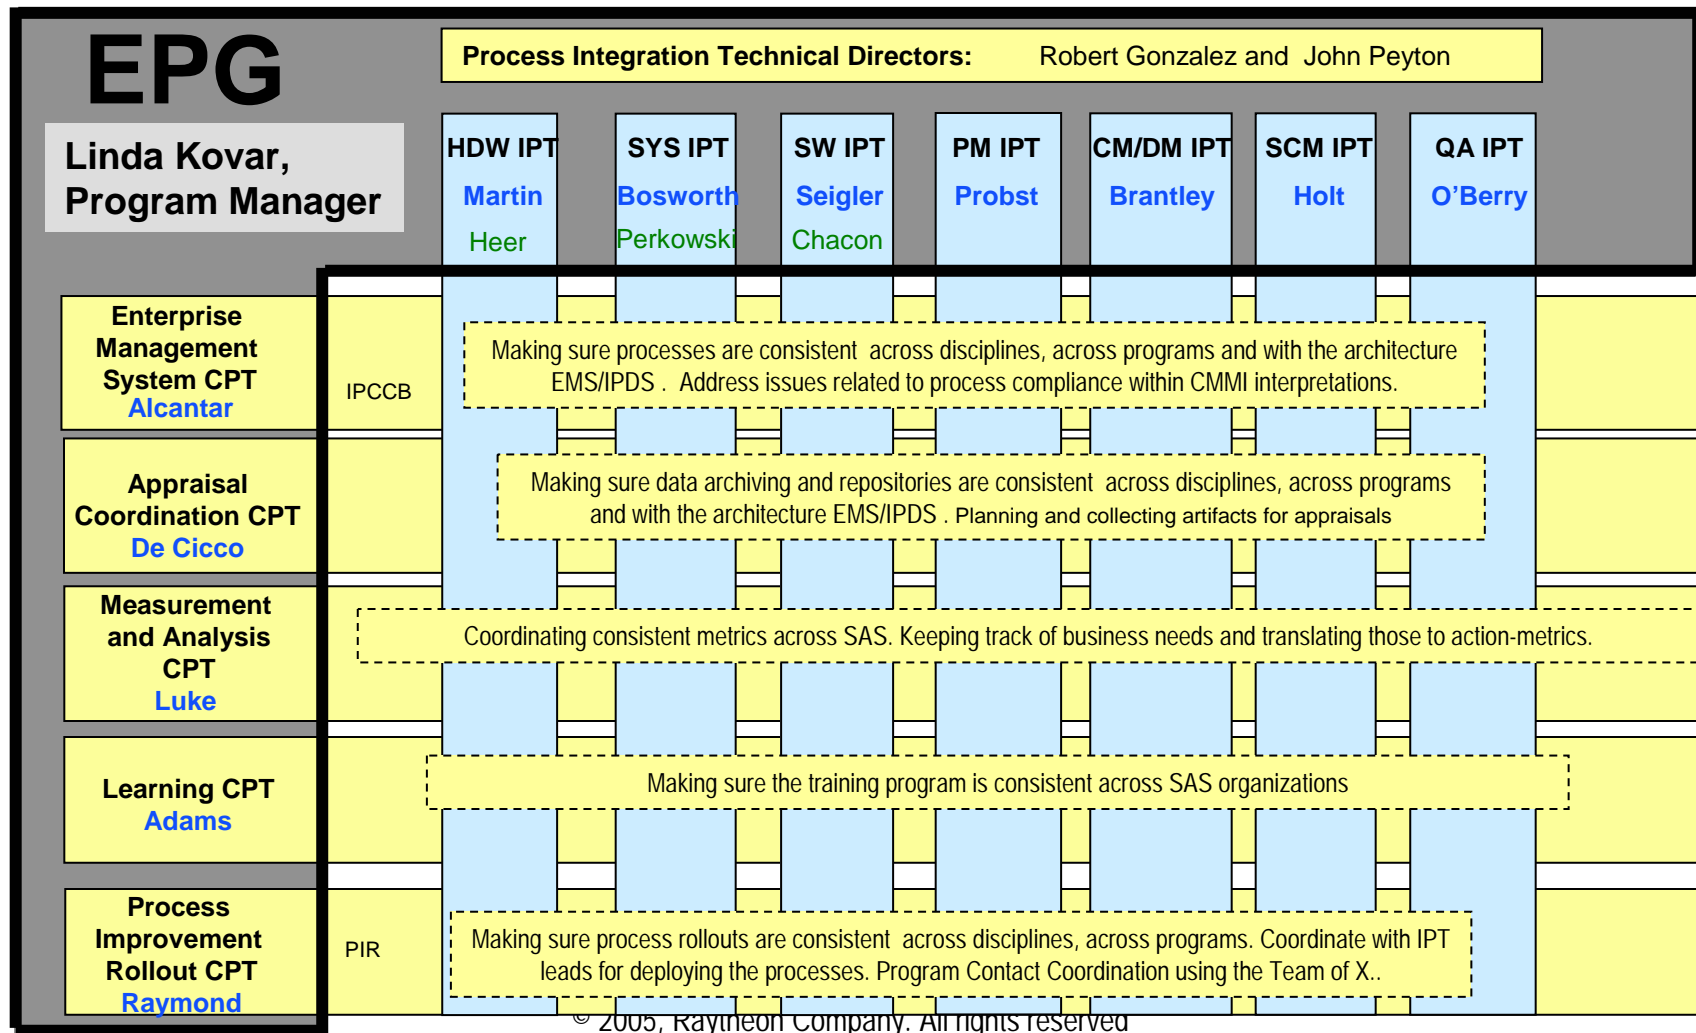 EPG
Process Integration Technical Directors: Robert Gonzalez and John Peyton
Linda Kovar,
Program Manager
HDW IPT
Martin
Heer
SYS IPT
Bosworth
Perkowski
SW IPT
Seigler
Chacon
PM IPT
Probst
CM/DM IPT
Brantley
SCM IPT
Holt
QA IPT
O'Berry
Enterprise
Management
System CPT
Alcantar
IPCCB
Making sure processes are consistent across disciplines, across programs and with the architecture
EMS/IPDS . Address issues related to process compliance within CMMI interpretations.
Appraisal
Coordination CPT
De Cicco
Making sure data archiving and repositories are consistent across disciplines, across programs
and with the architecture EMS/IPDS . Planning and collecting artifacts for appraisals
Measurement
and Analysis
CPT
Luke
Coordinating consistent metrics across SAS. Keeping track of business needs and translating those to action-metrics.
Learning CPT
Adams
Making sure the training program is consistent across SAS organizations
Process
Improvement
Rollout CPT
Raymond
PIR
Making sure process rollouts are consistent across disciplines, across programs. Coordinate with IPT
leads for deploying the processes. Program Contact Coordination using the Team of X..
© 2005, Raytheon Company. All rights reserved